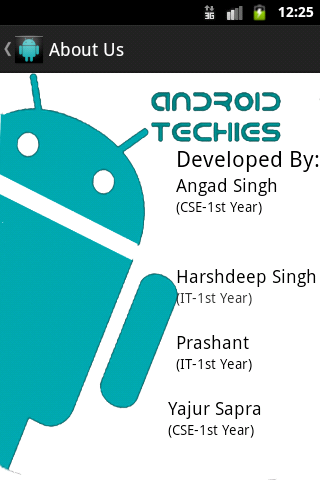 3G
12:25
About Us
ANDROID
TECHIES
Developed By:
Angad Singh
(CSE-1st Year)
Harshdeep Singh
(IT-1st Year)
Prashant
(IT-1st Year)
Yajur Sapra
(CSE-1st Year)